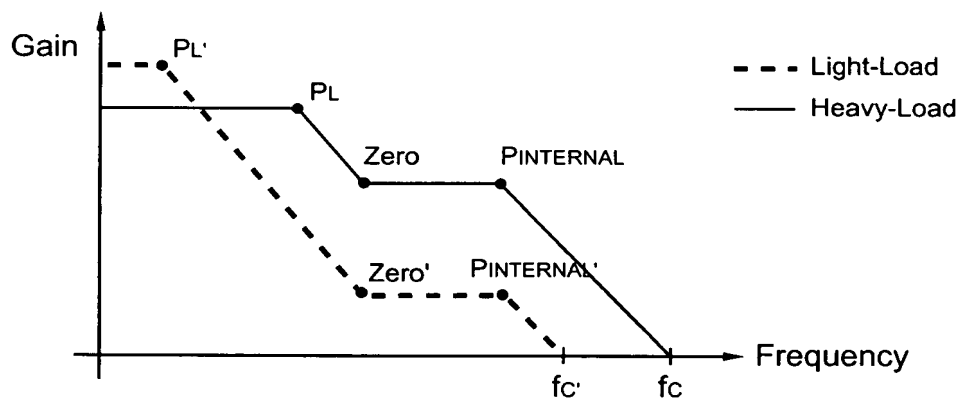 Gain
PL'
PL
Light-Load
Heavy-Load
Zero
PINTERNAL
Zero'
PINTERNAL'
Frequency
fC'
fC